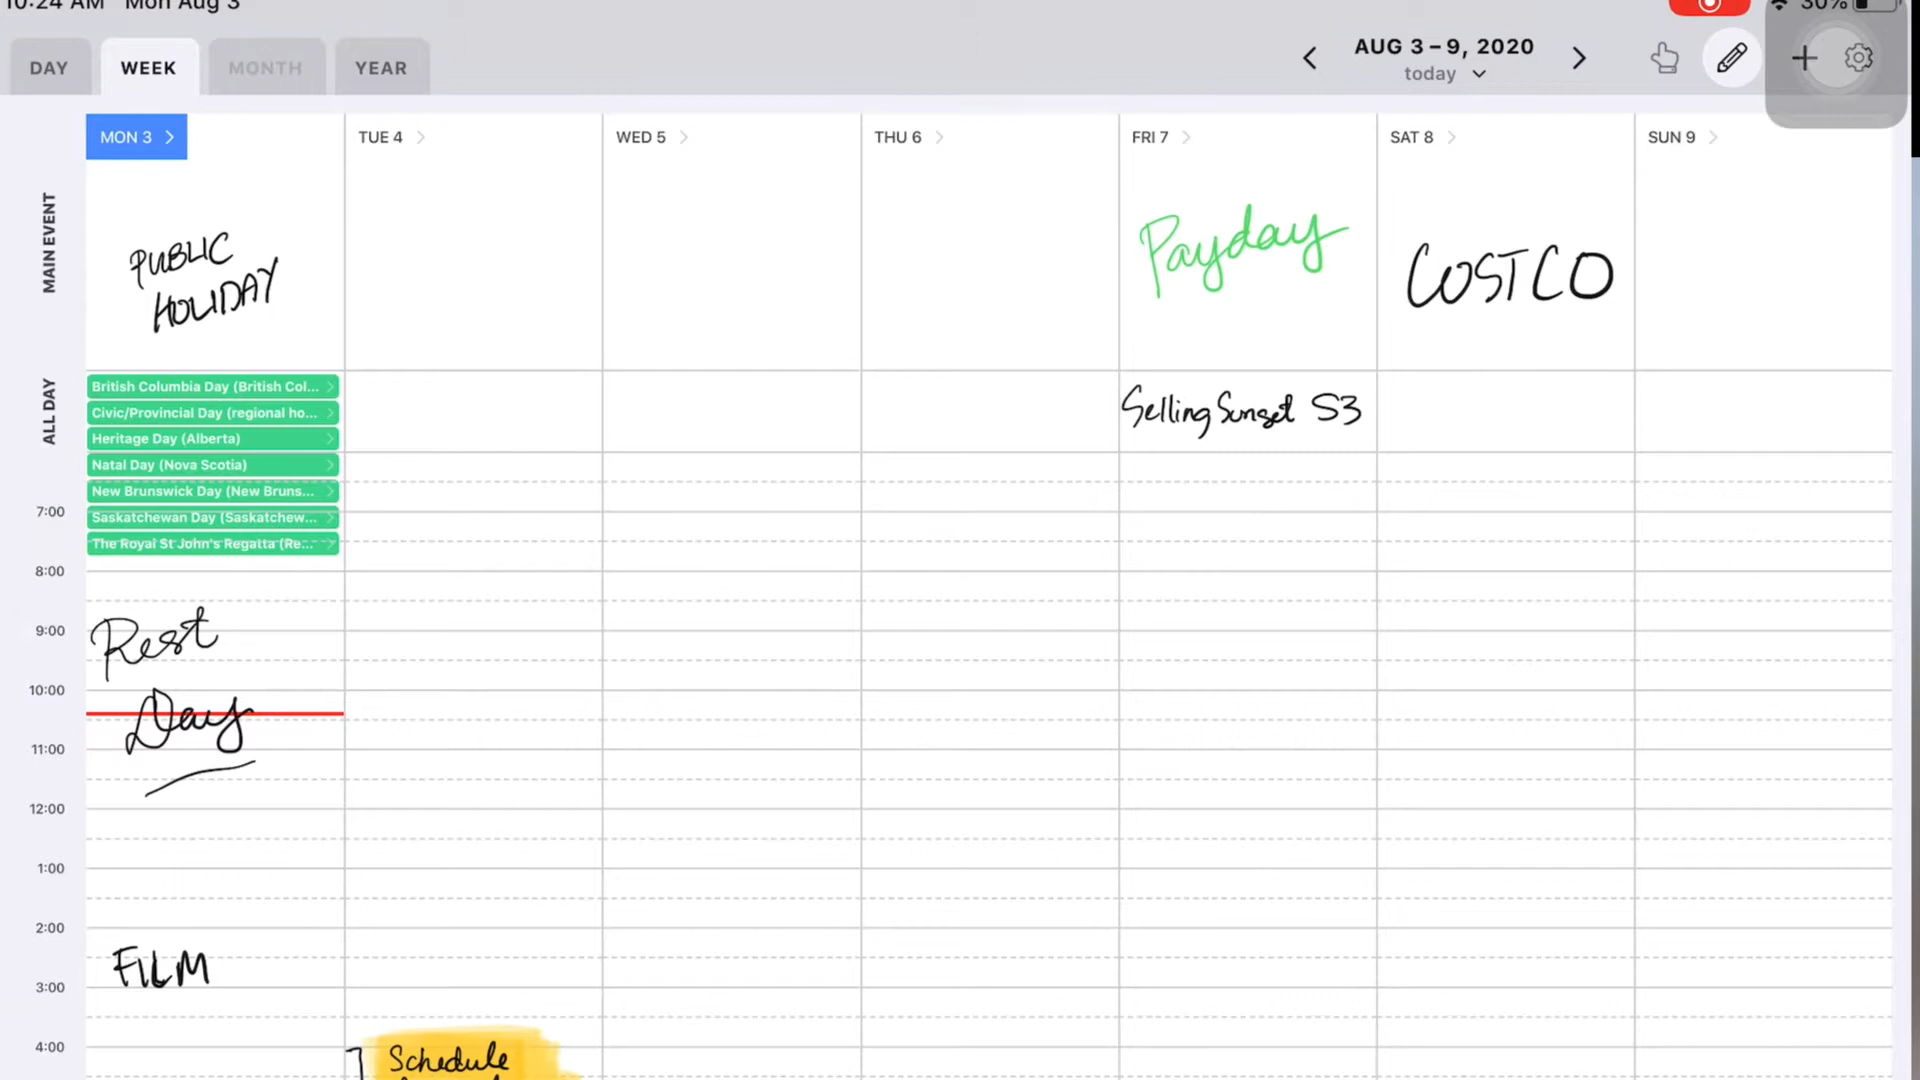 10:24 AM Mon Aug 3
30%
DAY WEEK MONTH YEAR
AUG 3 – 9, 2020
today
MON 3 TUE 4 WED 5 THU 6 FRI 7 SAT 8 SUN 9
MAIN EVENT
PUBLIC
HOLIDAY
Payday
COSTCO
ALL DAY
British Columbia Day (British Col...
Civic/Provincial Day (regional ho...
Heritage Day (Alberta)
Natal Day (Nova Scotia)
New Brunswick Day (New Bruns...
Saskatchewan Day (Saskatchew...
The Royal St John's Regatta (Re...
Selling Sunset S3
7:00
8:00
9:00
Rest
10:00
Day
11:00
12:00
1:00
2:00
FILM
3:00
4:00
Schedule